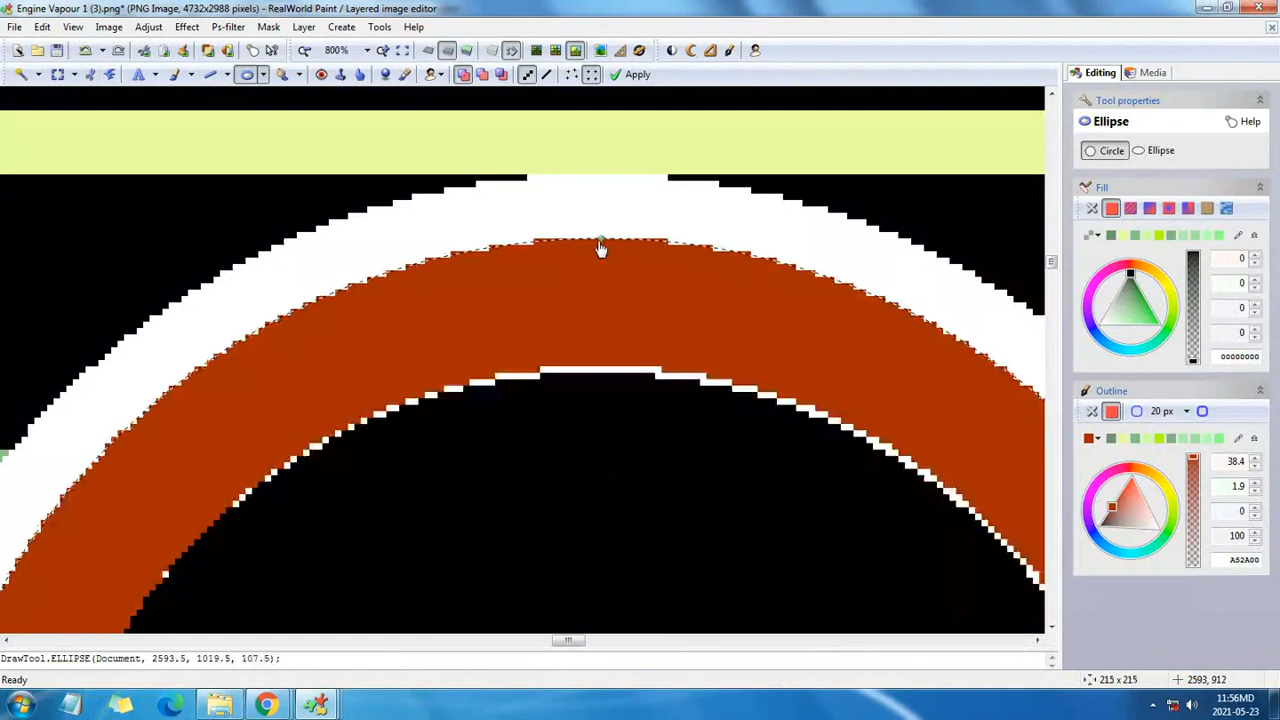 Engine Vapour 1 (3).png* (PNG Image, 4732x2988 pixels) - RealWorld Paint / Layered image editor
File Edit View Image Adjust Effect Ps-filter Mask Layer Create Tools Help
800%
Apply
Editing Media
Tool properties
Ellipse Help
Circle Ellipse
Fill
0
0
0
0
00000000
Outline
20 px
38.4
1.9
0
100
A52A00
DrawTool.ELLIPSE(Document, 2593.5, 1019.5, 107.5);
Ready
215 x 215 2593, 912
11:56MD
2021-05-23